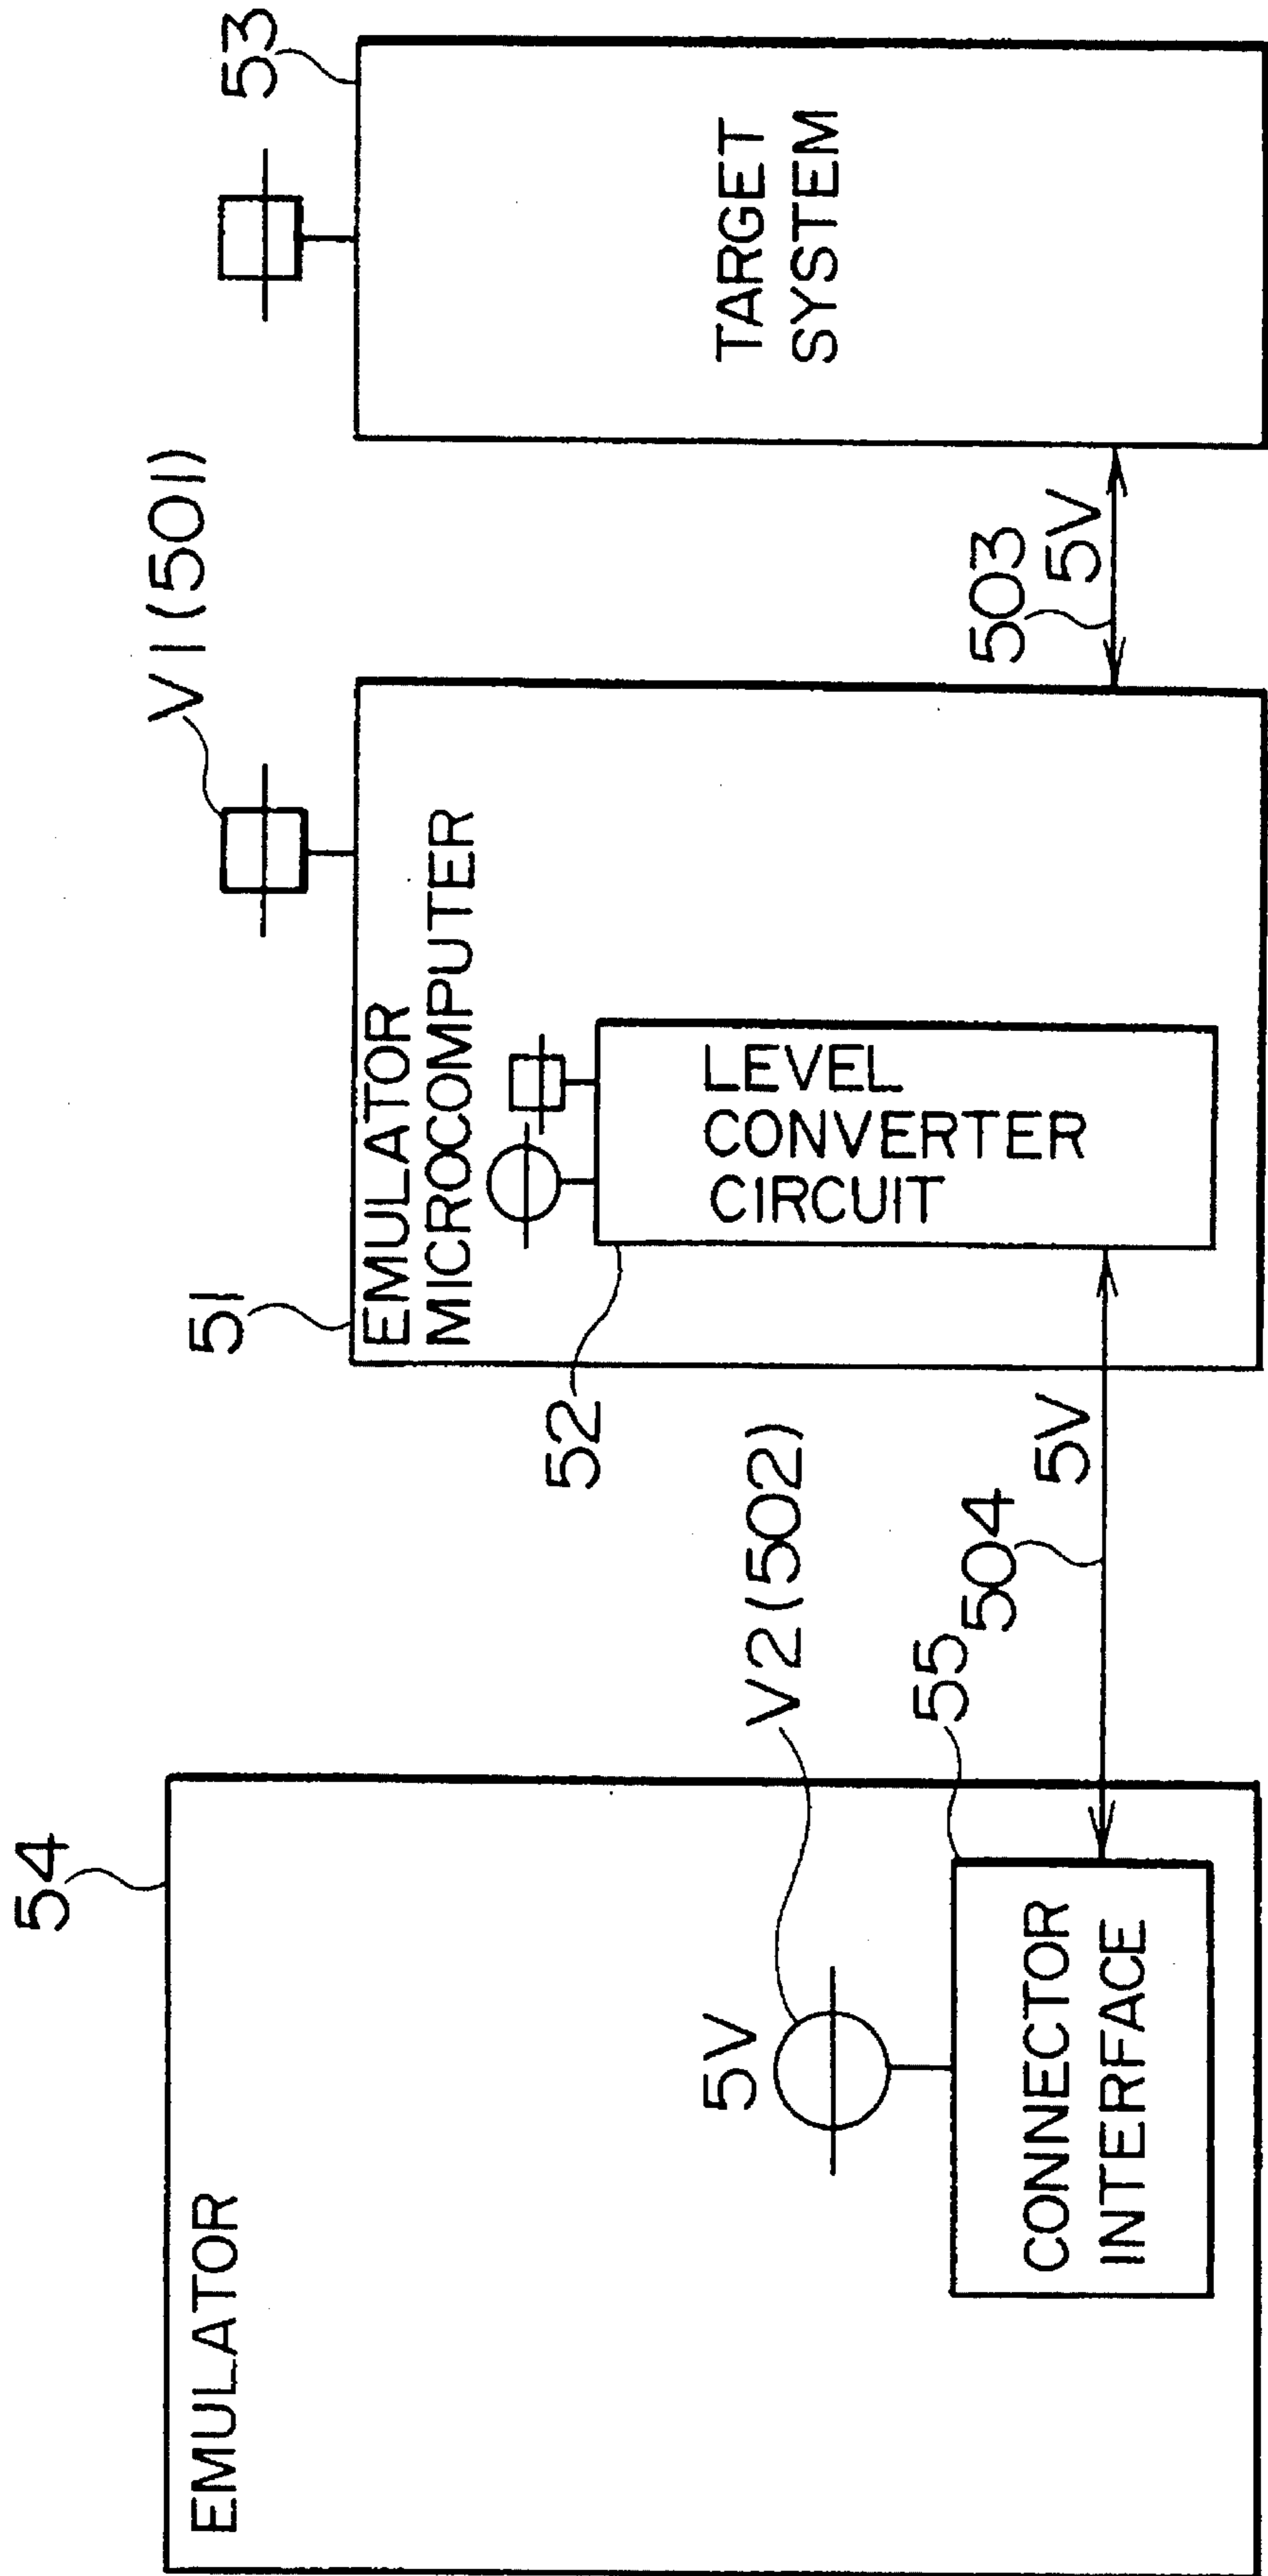 54
EMULATOR
5V
V2(502)
CONNECTOR
INTERFACE
55
504
5V
51
EMULATOR
MICROCOMPUTER
52
LEVEL
CONVERTER
CIRCUIT
V1(501)
503
5V
53
TARGET
SYSTEM